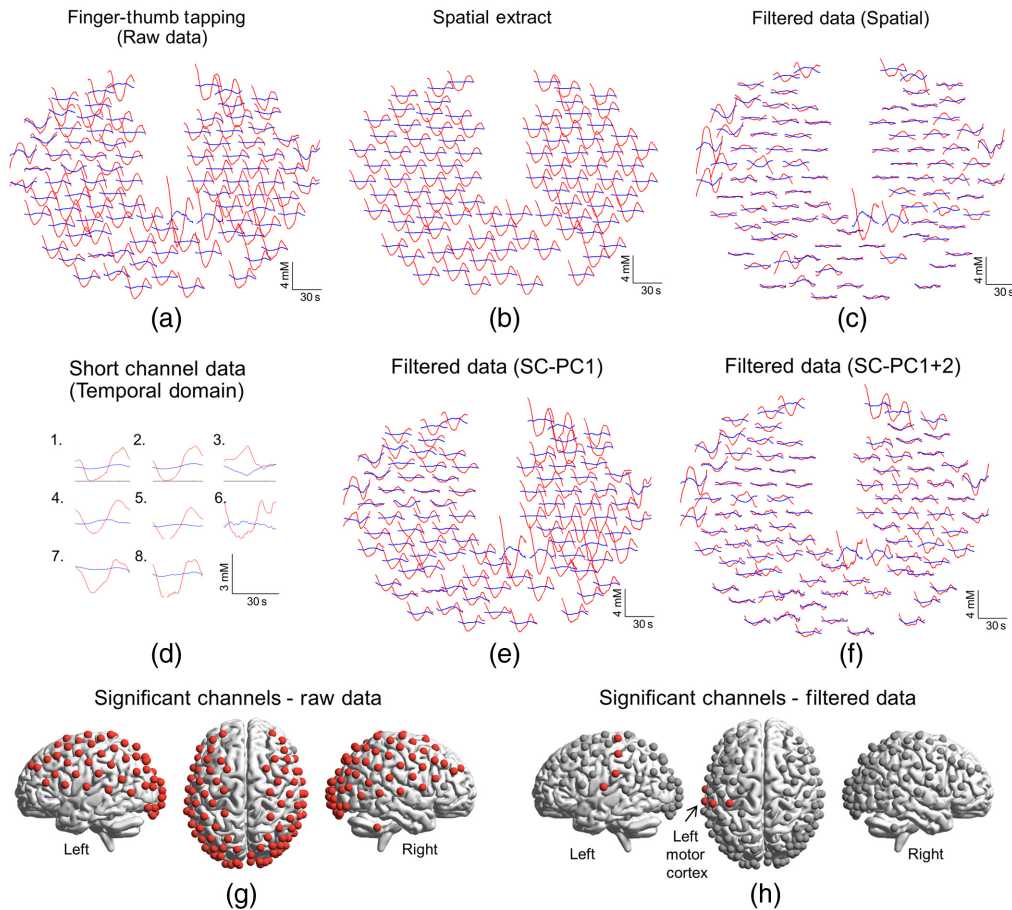 Finger-thumb tapping
(Raw data)
Spatial extract
Filtered data (Spatial)
4 mM
30 s
4 mM
30 s
4 mM
30 s
(a)
(b)
(c)
Short channel data
(Temporal domain)
1.
2.
3.
4.
5.
6.
7.
8.
3 mM
30 s
Filtered data (SC-PC1)
4 mM
30 s
Filtered data (SC-PC1+2)
4 mM
30 s
(d)
(e)
(f)
Significant channels - raw data
Left
Right
(g)
Significant channels - filtered data
Left
Left
motor
cortex
Right
(h)